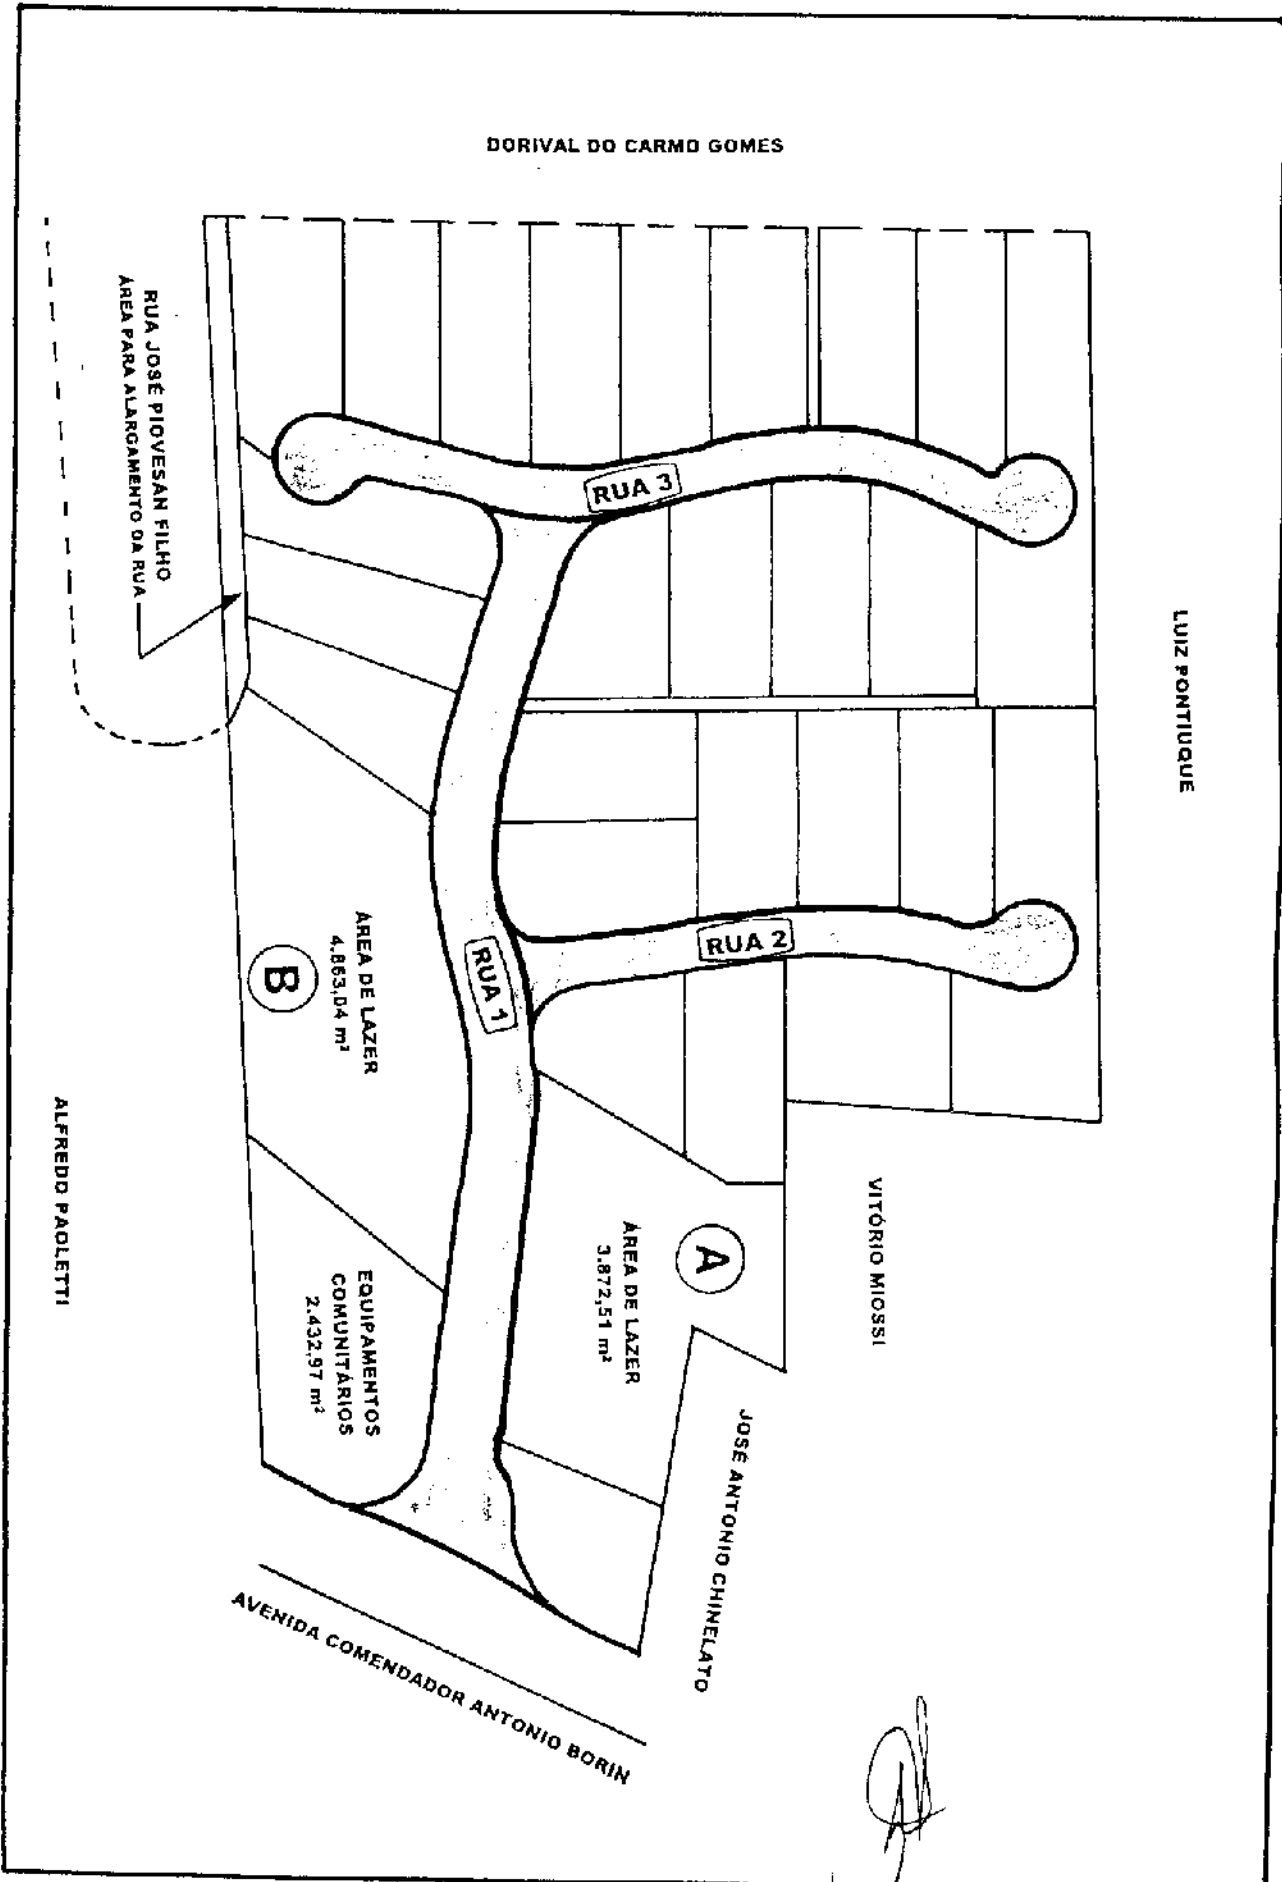 DORIVAL DO CARMO GOMES
RUA JOSÉ PIOVESAN FILHO
ÁREA PARA ALARGAMENTO DA RUA
RUA 3
LUIZ PONTIUQUE
RUA 2
RUA 1
ÁREA DE LAZER
4.863,04 m²
B
A
ÁREA DE LAZER
3.872,51 m²
VITÓRIO MIOSSI
ALFREDO PAOLETTI
EQUIPAMENTOS
COMUNITÁRIOS
2.432,97 m²
JOSÉ ANTONIO CHINELATO
AVENIDA COMENDADOR ANTONIO BORIN